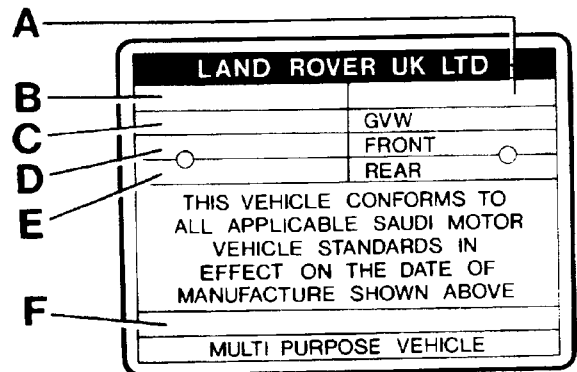 A
LAND ROVER UK LTD
B
C GVW
D FRONT
E REAR
THIS VEHICLE CONFORMS TO
ALL APPLICABLE SAUDI MOTOR
VEHICLE STANDARDS IN
EFFECT ON THE DATE OF
MANUFACTURE SHOWN ABOVE
F
MULTI PURPOSE VEHICLE